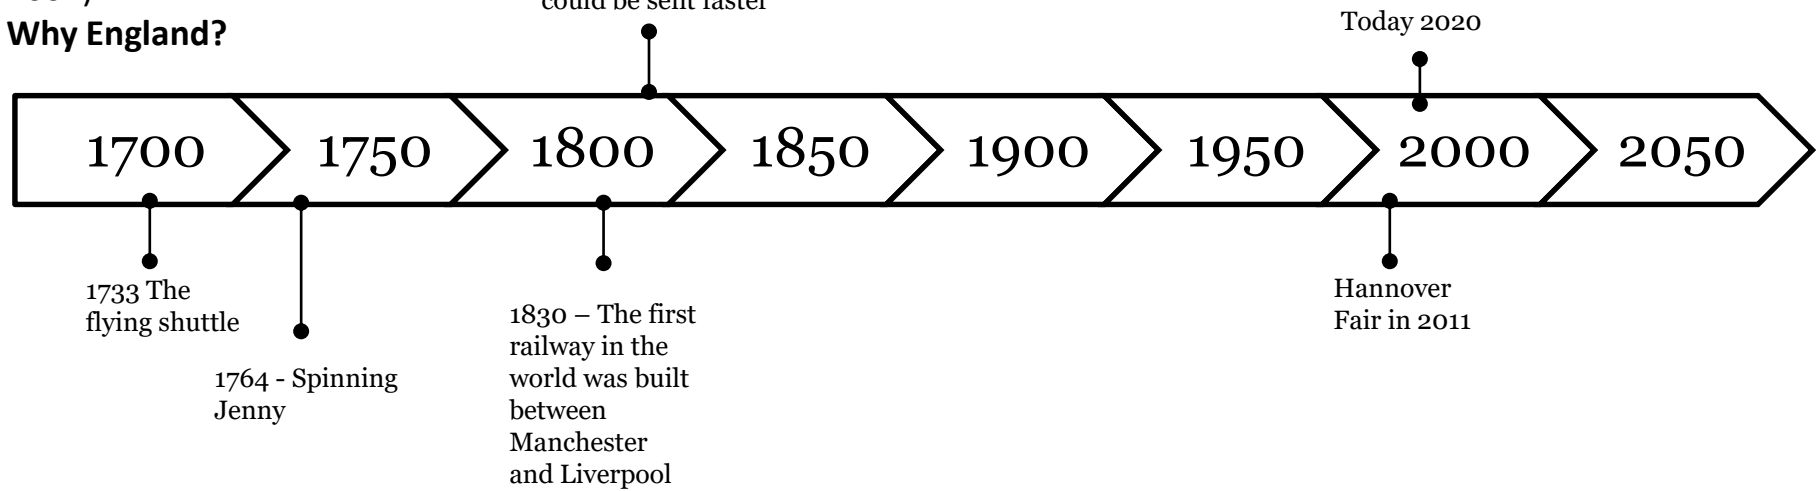 could be sent faster
Why England?
Today 2020
1700 1750 1800 1850 1900 1950 2000 2050
1733 The
flying shuttle
1764 - Spinning
Jenny
1830 – The first
railway in the
world was built
between
Manchester
and Liverpool
Hannover
Fair in 2011